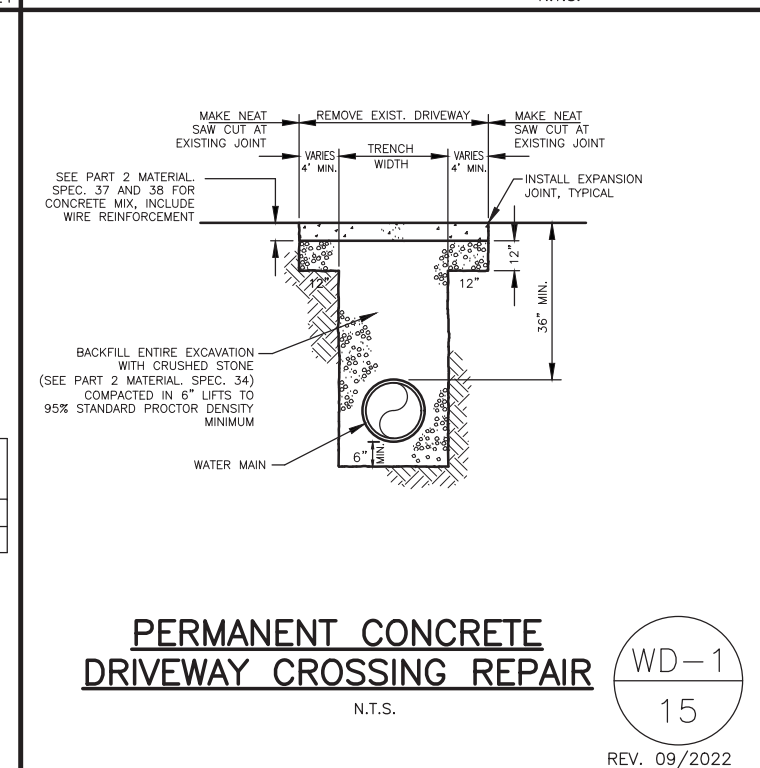 MAKE NEAT
SAW CUT AT
EXISTING JOINT
REMOVE EXIST. DRIVEWAY
MAKE NEAT
SAW CUT AT
EXISTING JOINT
VARIES
4' MIN.
TRENCH
WIDTH
VARIES
4' MIN.
SEE PART 2 MATERIAL.
SPEC. 37 AND 38 FOR
CONCRETE MIX, INCLUDE
WIRE REINFORCEMENT
INSTALL EXPANSION
JOINT, TYPICAL
12"
12"
12"
36" MIN.
BACKFILL ENTIRE EXCAVATION
WITH CRUSHED STONE
(SEE PART 2 MATERIAL. SPEC. 34)
COMPACTED IN 6" LIFTS TO
95% STANDARD PROCTOR DENSITY
MINIMUM
WATER MAIN
6"
MIN.
PERMANENT CONCRETE
DRIVEWAY CROSSING REPAIR
N.T.S.
WD-1
15
REV. 09/2022